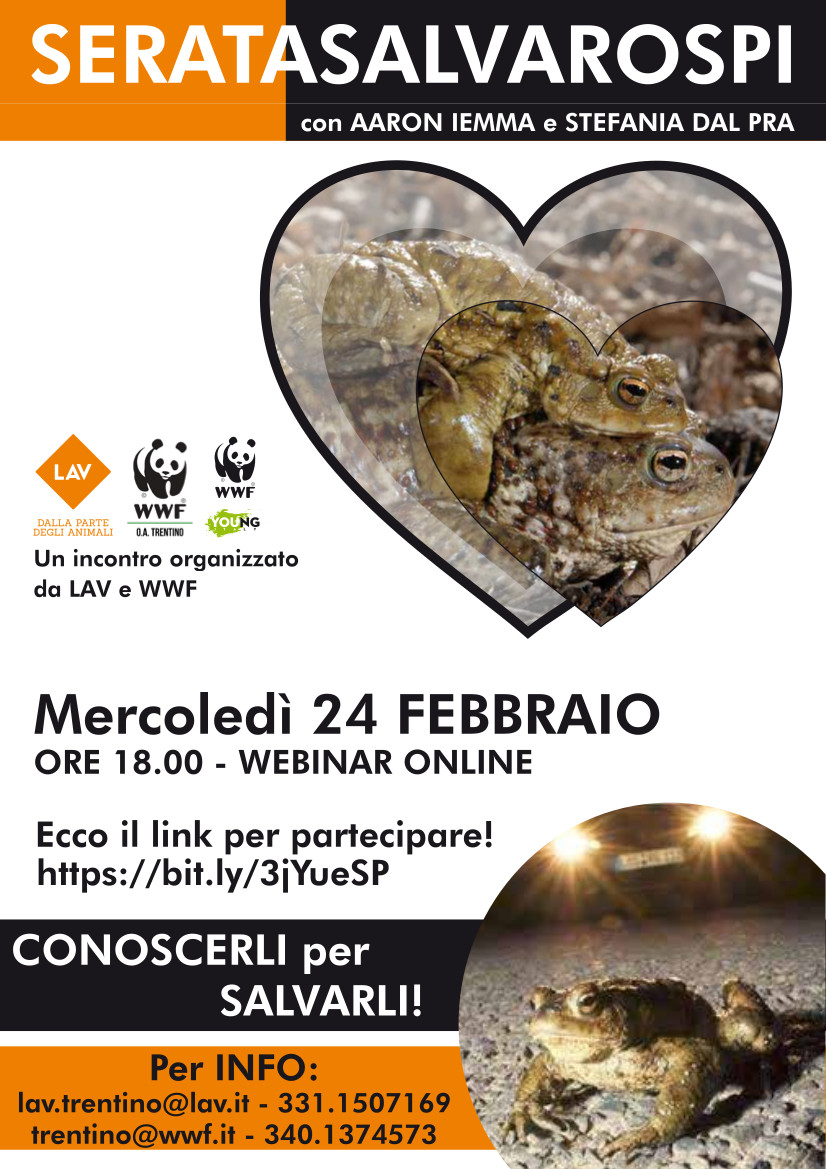 SERATASALVAROSPI
con AARON IEMMA e STEFANIA DAL PRA
LAV
DALLA PARTE
DEGLI ANIMALI
WWF
O.A. TRENTINO
WWF
YOUNG
Un incontro organizzato
da LAV e WWF
Mercoledì 24 FEBBRAIO
ORE 18.00 - WEBINAR ONLINE
Ecco il link per partecipare!
https://bit.ly/3jYueSP
CONOSCERLI per
SALVARLI!
Per INFO:
lav.trentino@lav.it - 331.1507169
trentino@wwf.it - 340.1374573